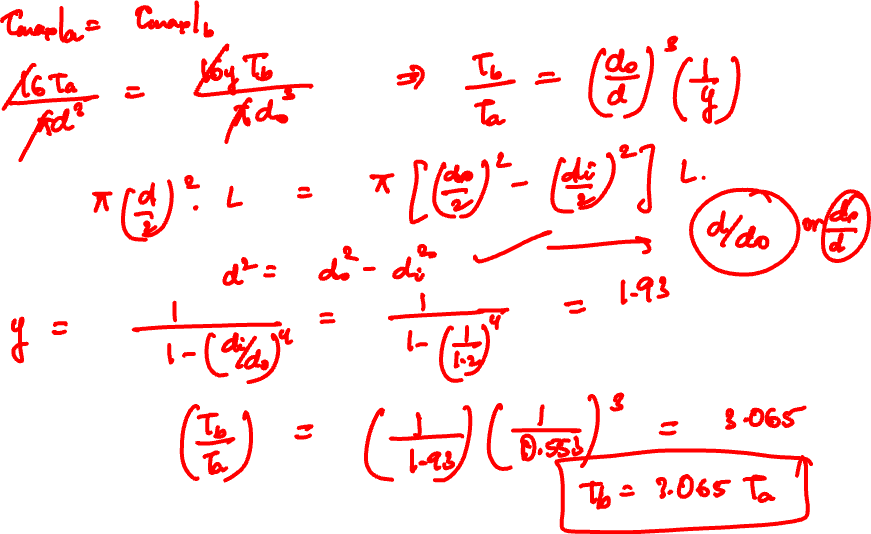 τmax|a = τmax|b
16 Ta / πd³ = 16 y Tb / πdo³ ⇒ Tb/Ta = (do/d)³ (1/y)
π(d/2)² · L = π[(do/2)² - (di/2)²] L.
d/do or do/d
d² = do² - di²
y = 1 / (1-(di/do)⁴) = 1 / (1-(1/1.2)⁴) = 1.93
(Tb/Ta) = (1/1.93)(1/0.553)³ = 3.065
Tb = 3.065 Ta